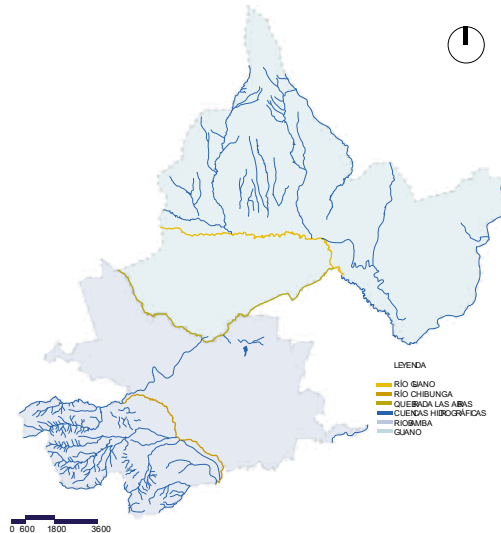 LEYENDA
RÍO GUANO
RÍO CHIBUNGA
QUEBRADA LAS ABRAS
CUENCAS HIDROGRÁFICAS
RIOBAMBA
GUANO
0 600 1800 3600